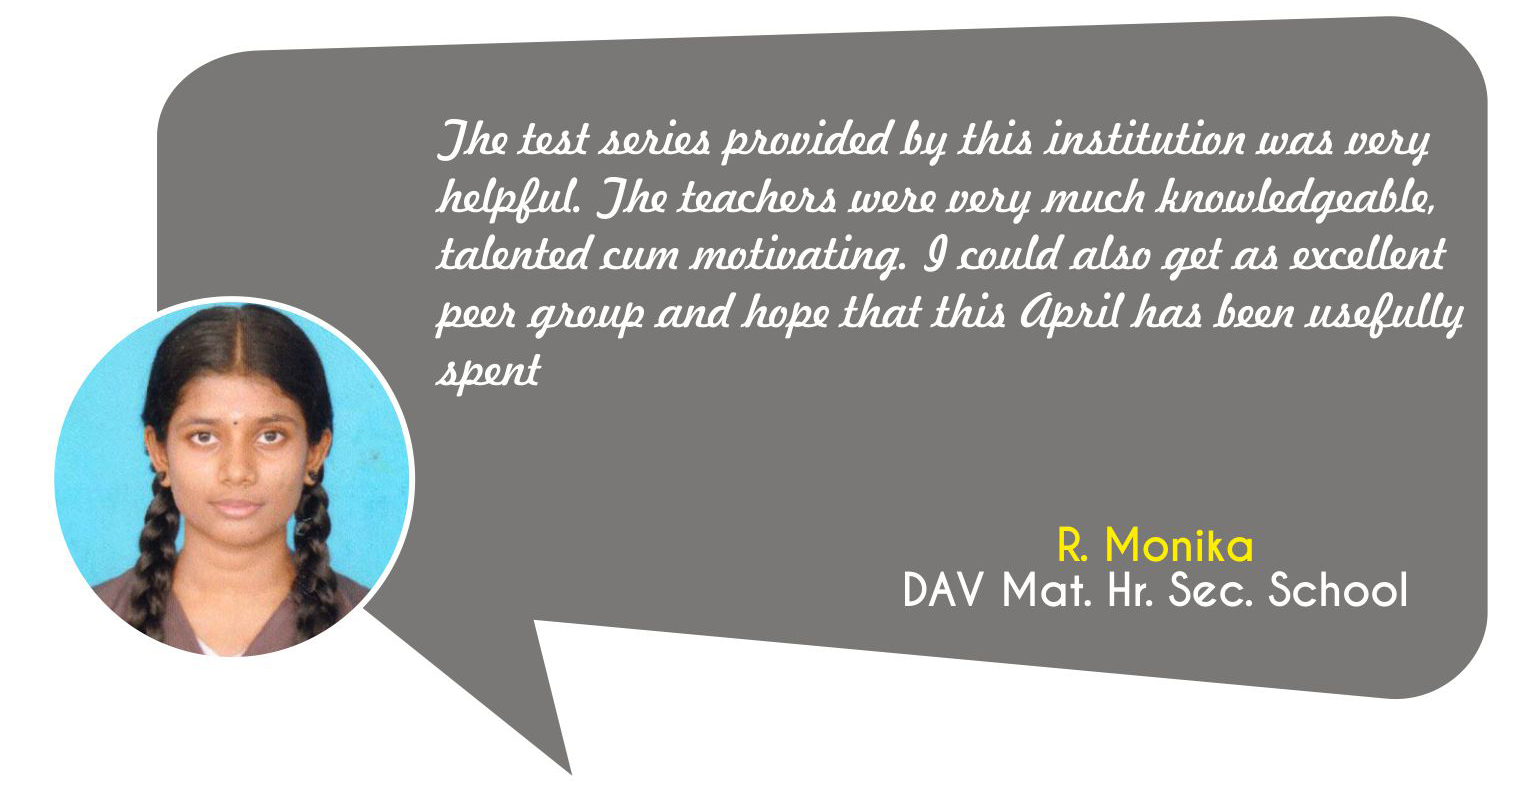 The test series provided by this institution was very
helpful. The teachers were very much knowledgeable,
talented cum motivating. I could also get as excellent
peer group and hope that this April has been usefully
spent
R. Monika
DAV Mat. Hr. Sec. School